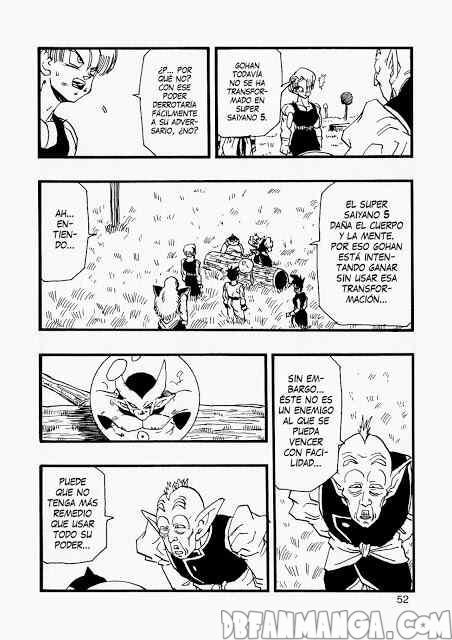 GOHAN
TODAVÍA
NO SE HA
TRANSFOR-
MADO EN
SUPER
SAIYANO 5.
¿P... POR
QUÉ NO?
CON ESE
PODER
DERROTARÍA
FÁCILMENTE
A SU ADVER-
SARIO, ¿NO?
EL SUPER
SAIYANO 5
DAÑA EL CUERPO
Y LA MENTE.
POR ESO GOHAN
ESTÁ INTEN-
TANDO GANAR
SIN USAR ESA
TRANSFOR-
MACIÓN...
AH...
EN-
TIENDO...
SIN EM-
BARGO...
ÉSTE NO ES
UN ENEMIGO
AL QUE SE
PUEDA
VENCER
CON FACI-
LIDAD...
PUEDE
QUE NO
TENGA MÁS
REMEDIO
QUE USAR
TODO SU
PODER...
52
DBFANMANGA.COM